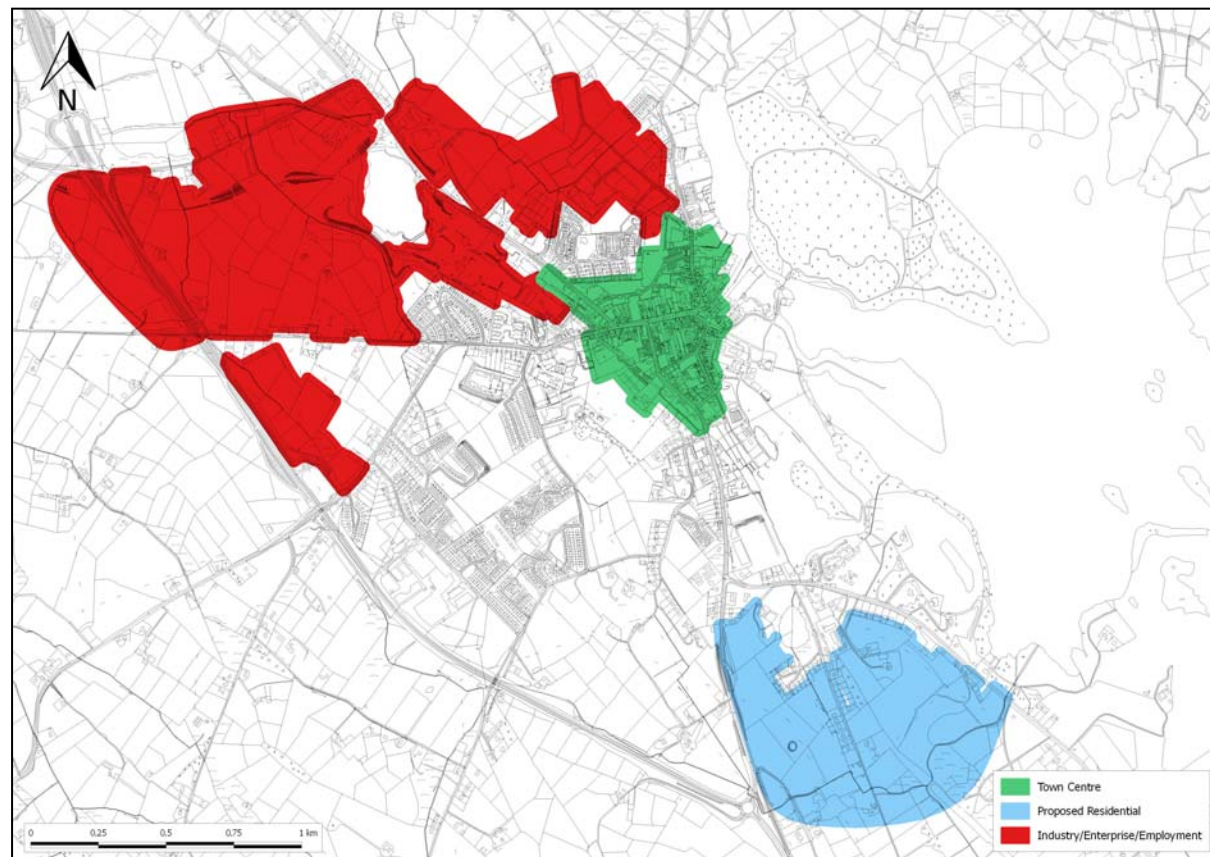 N
Town Centre
Proposed Residential
Industry/Enterprise/Employment
0 0.25 0.5 0.75 1 km